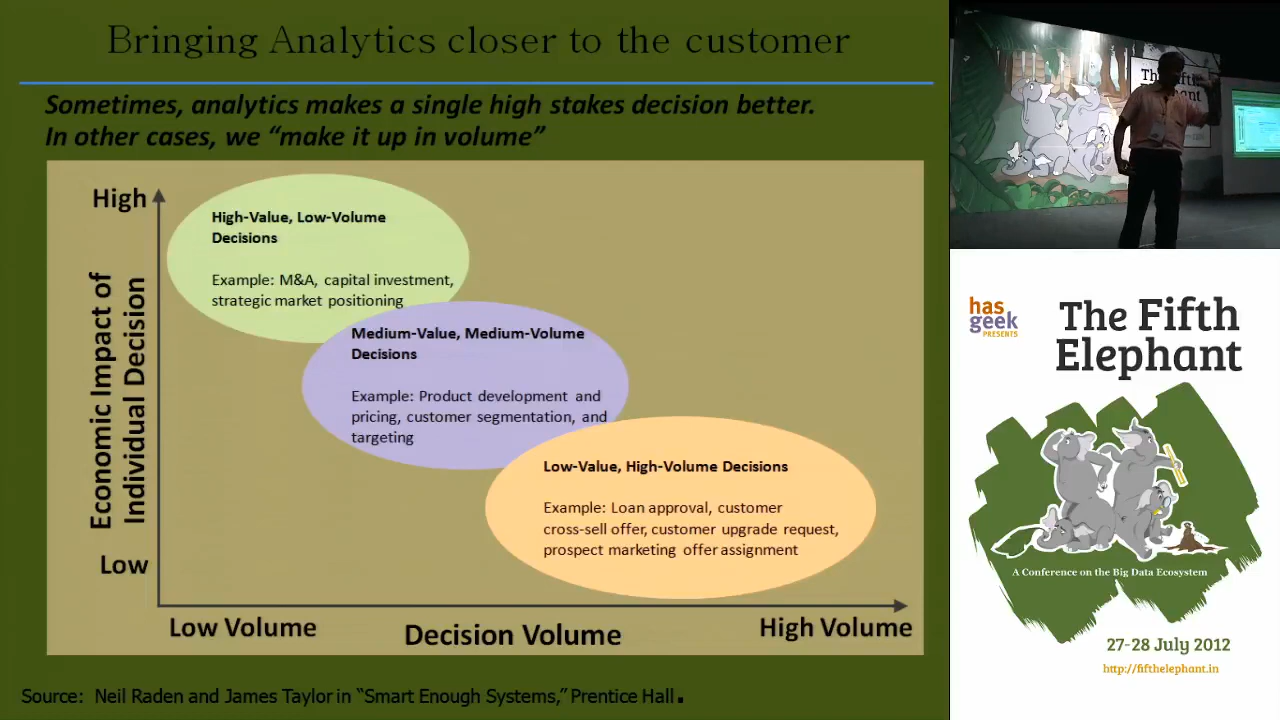 Bringing Analytics closer to the customer
Sometimes, analytics makes a single high stakes decision better.
In other cases, we “make it up in volume”
High
Economic Impact of
Individual Decision
Low
High-Value, Low-Volume
Decisions
Example: M&A, capital investment,
strategic market positioning
Medium-Value, Medium-Volume
Decisions
Example: Product development and
pricing, customer segmentation, and
targeting
Low-Value, High-Volume Decisions
Example: Loan approval, customer
cross-sell offer, customer upgrade request,
prospect marketing offer assignment
Low Volume
Decision Volume
High Volume
Source: Neil Raden and James Taylor in “Smart Enough Systems,” Prentice Hall.
has
geek
PRESENTS
The Fifth
Elephant
A Conference on the Big Data Ecosystem
27-28 July 2012
http://fifthelephant.in